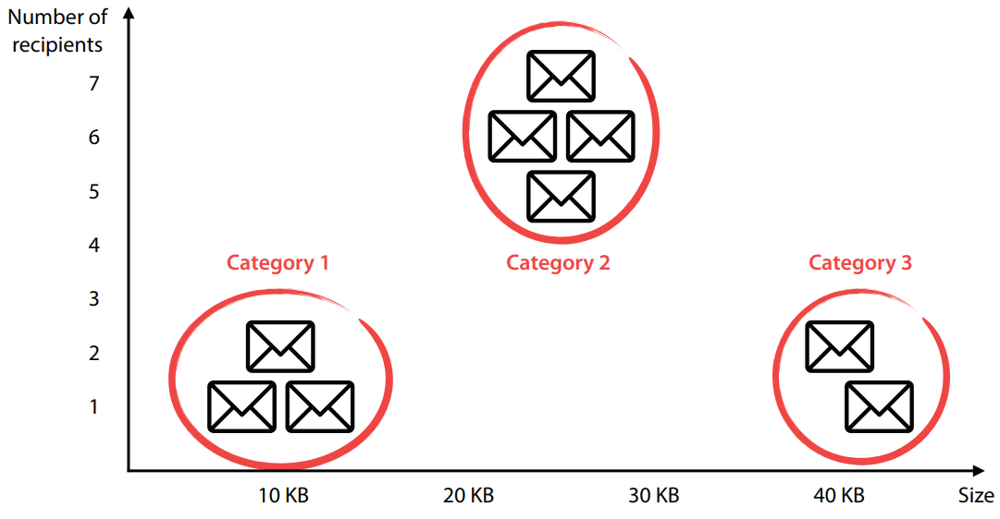 Number of
recipients
7
6
5
4
Category 1
Category 2
Category 3
3
2
1
10 KB
20 KB
30 KB
40 KB
Size